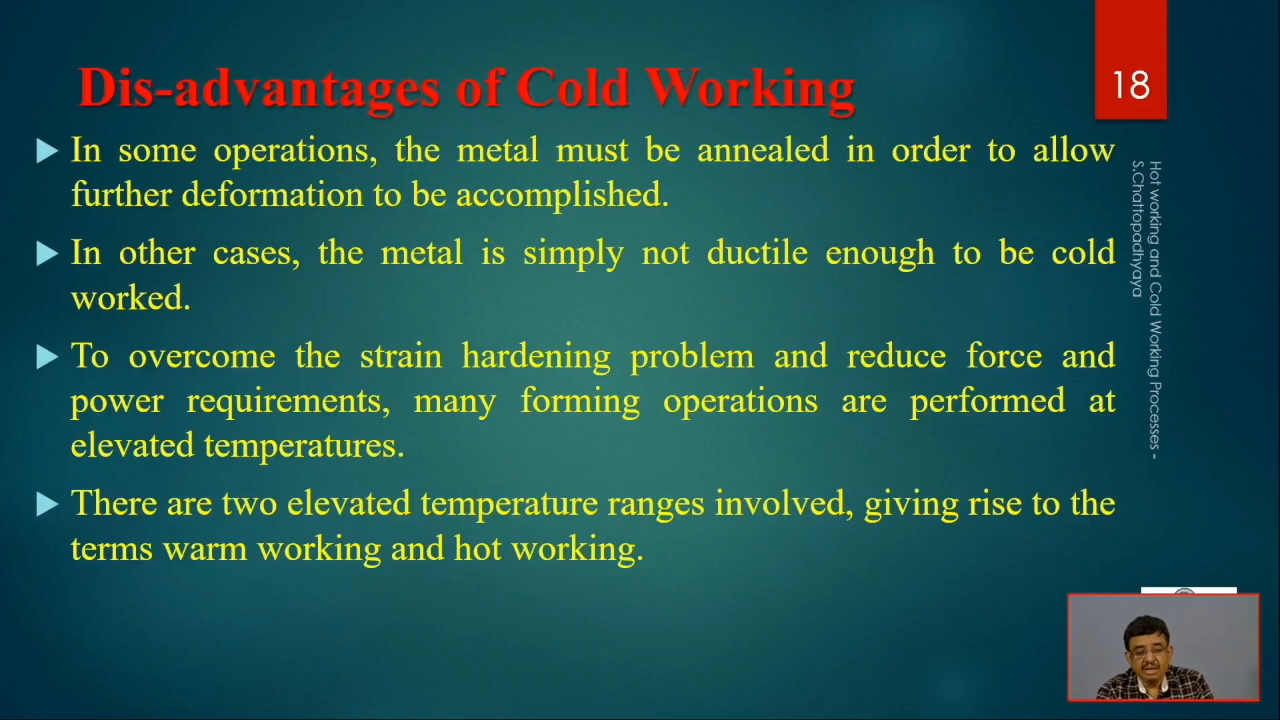 Dis-advantages of Cold Working
18
In some operations, the metal must be annealed in order to allow
further deformation to be accomplished.
In other cases, the metal is simply not ductile enough to be cold
worked.
To overcome the strain hardening problem and reduce force and
power requirements, many forming operations are performed at
elevated temperatures.
There are two elevated temperature ranges involved, giving rise to the
terms warm working and hot working.
Hot working and Cold Working Processes -
S.Chattopadhyaya